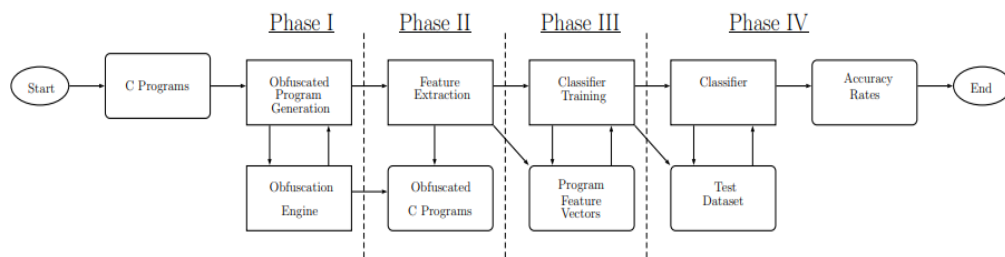 Phase I
Phase II
Phase III
Phase IV
Start
C Programs
Obfuscated
Program
Generation
Feature
Extraction
Classifier
Training
Classifier
Accuracy
Rates
End
Obfuscation
Engine
Obfuscated
C Programs
Program
Feature
Vectors
Test
Dataset